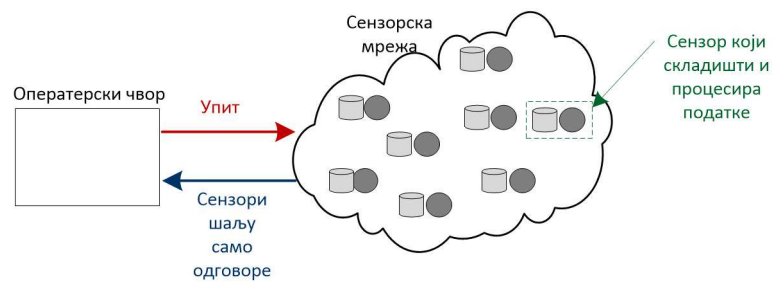 Сензорска
мрежа
Сензор који
складишти и
процесира
податке
Оператерски чвор
Упит
Сензори
шаљу
само
одговоре